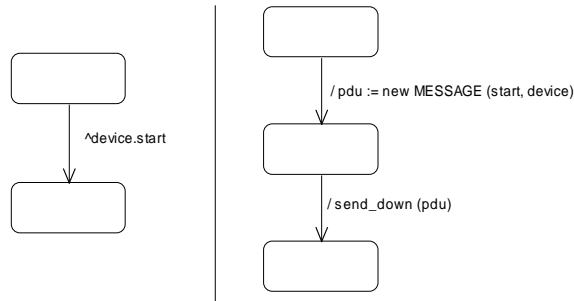 ^device.start
/ pdu := new MESSAGE (start, device)
/ send_down (pdu)